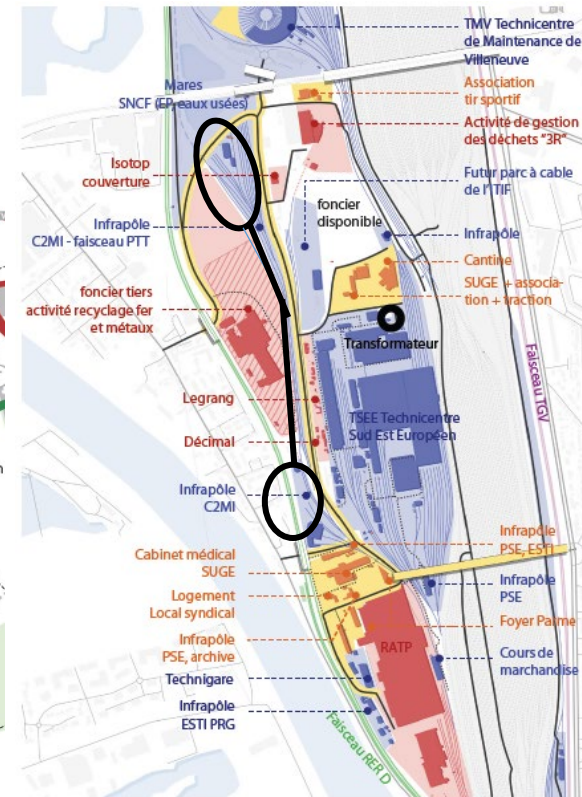 TMV Technicentre
de Maintenance de
Villeneuve
Mares
SNCF (EP, eaux usées)
Association
tir sportif
Activité de gestion
des déchets "3R"
Isotop
couverture
Futur parc à cable
de l'TIF
foncier
disponible
Infrapôle
C2MI - faisceau PTT
Infrapôle
Cantine
SUGE + associa-
tion + traction
foncier tiers
activité recyclage fer
et métaux
Transformateur
Faisceau TGV
Legrang
TSEE Technicentre
Sud Est Européen
Décimal
Infrapôle
C2MI
Infrapôle
PSE, ESTI
Cabinet médical
SUGE
Infrapôle
PSE
Logement
Local syndical
Foyer Palme
Infrapôle
PSE, archive
RATP
Cours de
marchandise
Technigare
Infrapôle
ESTI PRG
Faisceau RER D